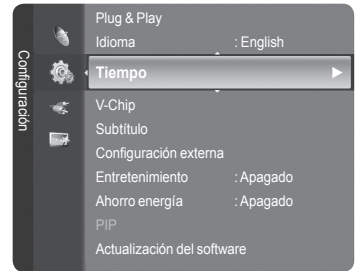 Configuración
Plug & Play
Idioma : English
Tiempo
V-Chip
Subtítulo
Configuración externa
Entretenimiento : Apagado
Ahorro energía : Apagado
PIP
Actualización del software